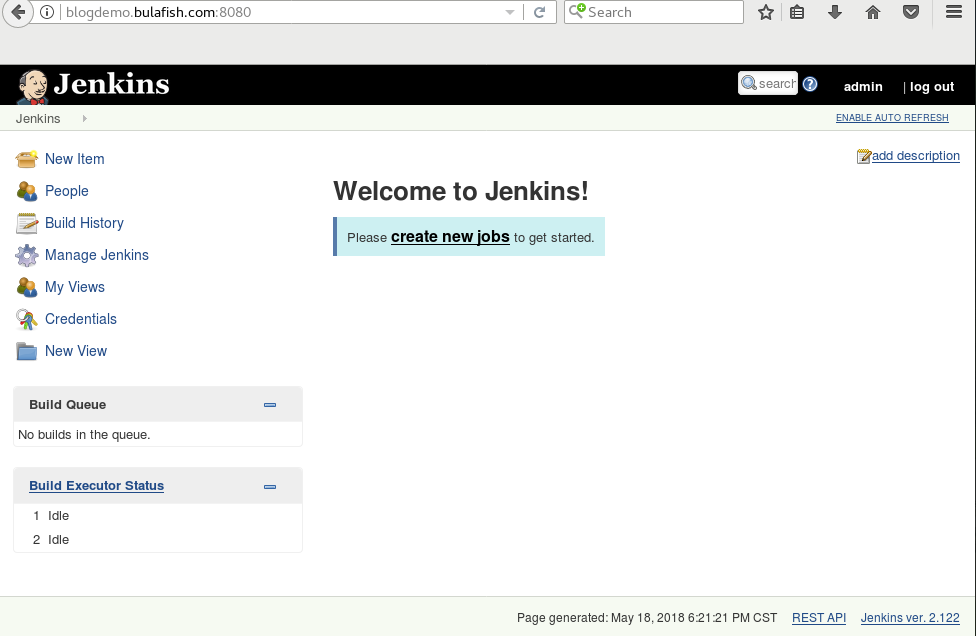 blogdemo.bulafish.com:8080
Search
Jenkins
search
admin
| log out
Jenkins
ENABLE AUTO REFRESH
New Item
People
Build History
Manage Jenkins
My Views
Credentials
New View
add description
Welcome to Jenkins!
Please create new jobs to get started.
Build Queue
No builds in the queue.
Build Executor Status
1 Idle
2 Idle
Page generated: May 18, 2018 6:21:21 PM CST
REST API
Jenkins ver. 2.122